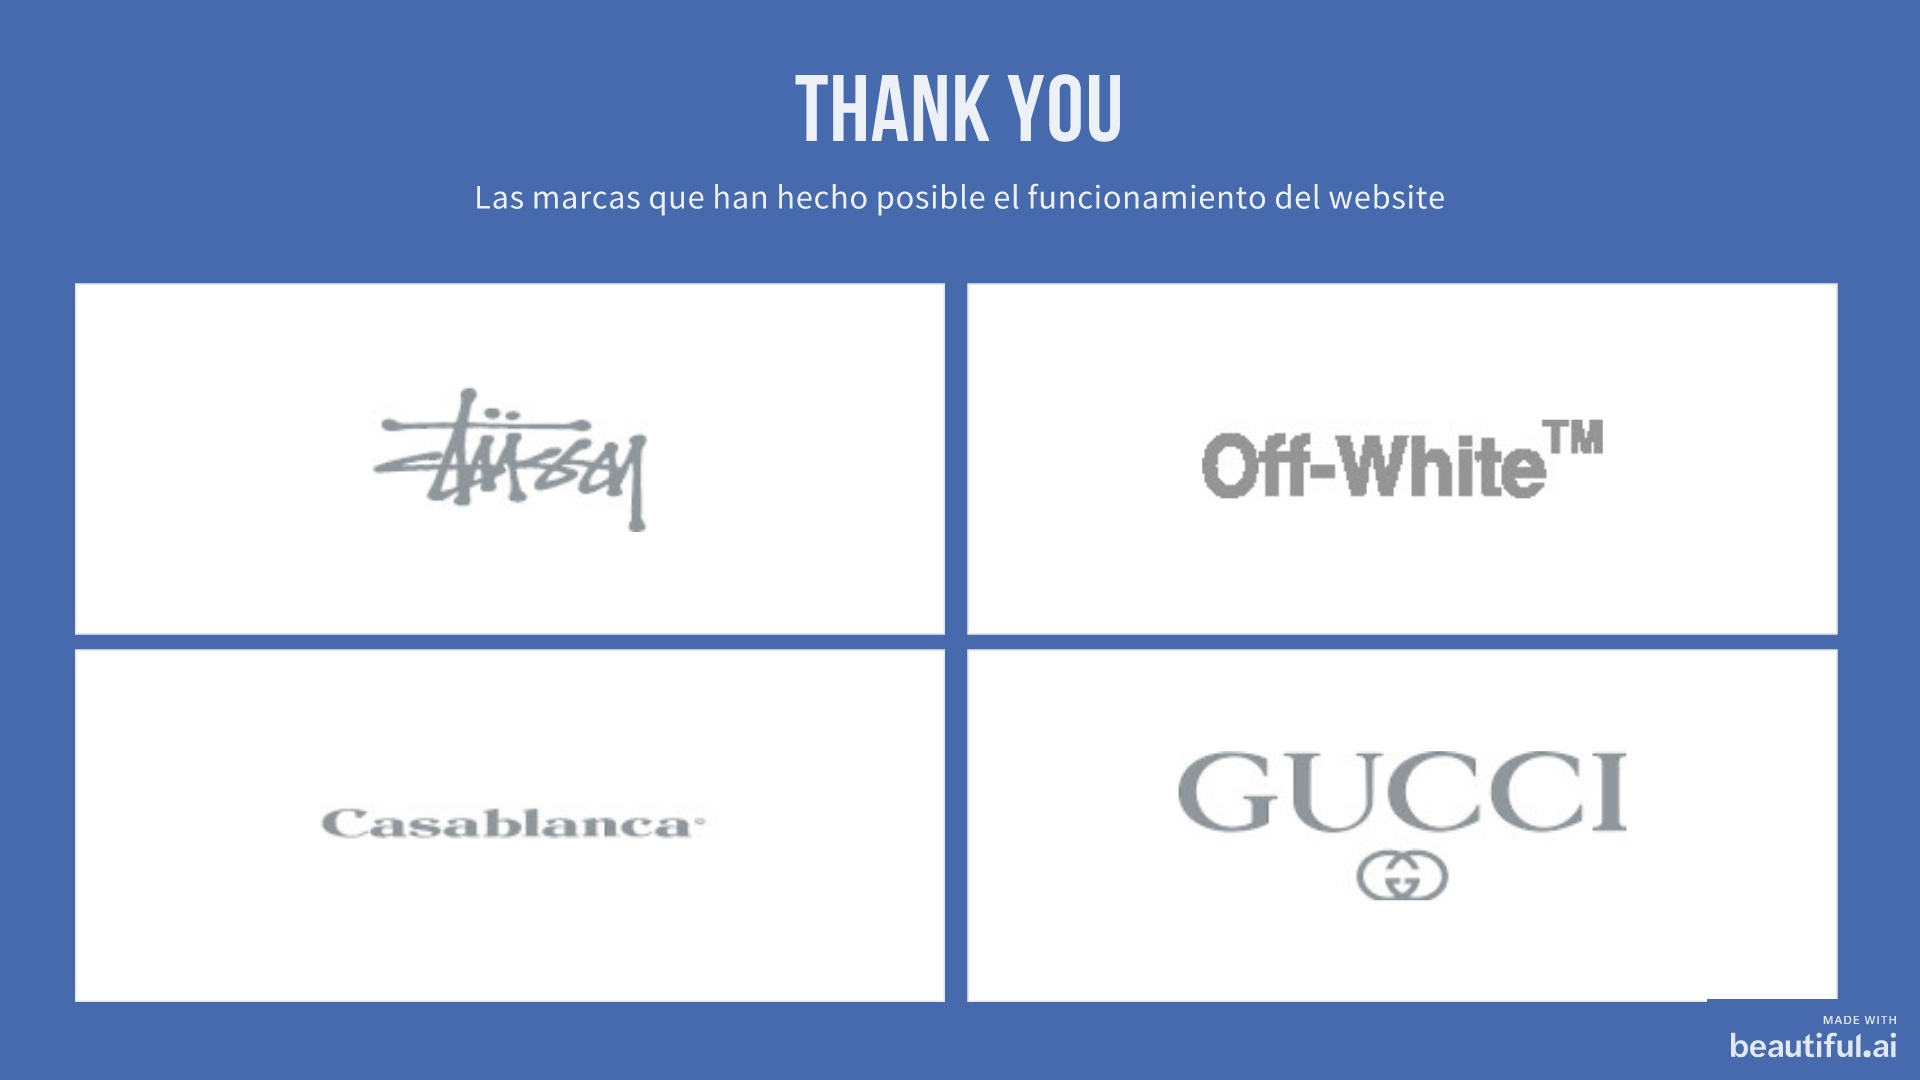 THANK YOU
Las marcas que han hecho posible el funcionamiento del website
Stüssy
Off-White™
Casablanca®
GUCCI
MADE WITH
beautiful.ai